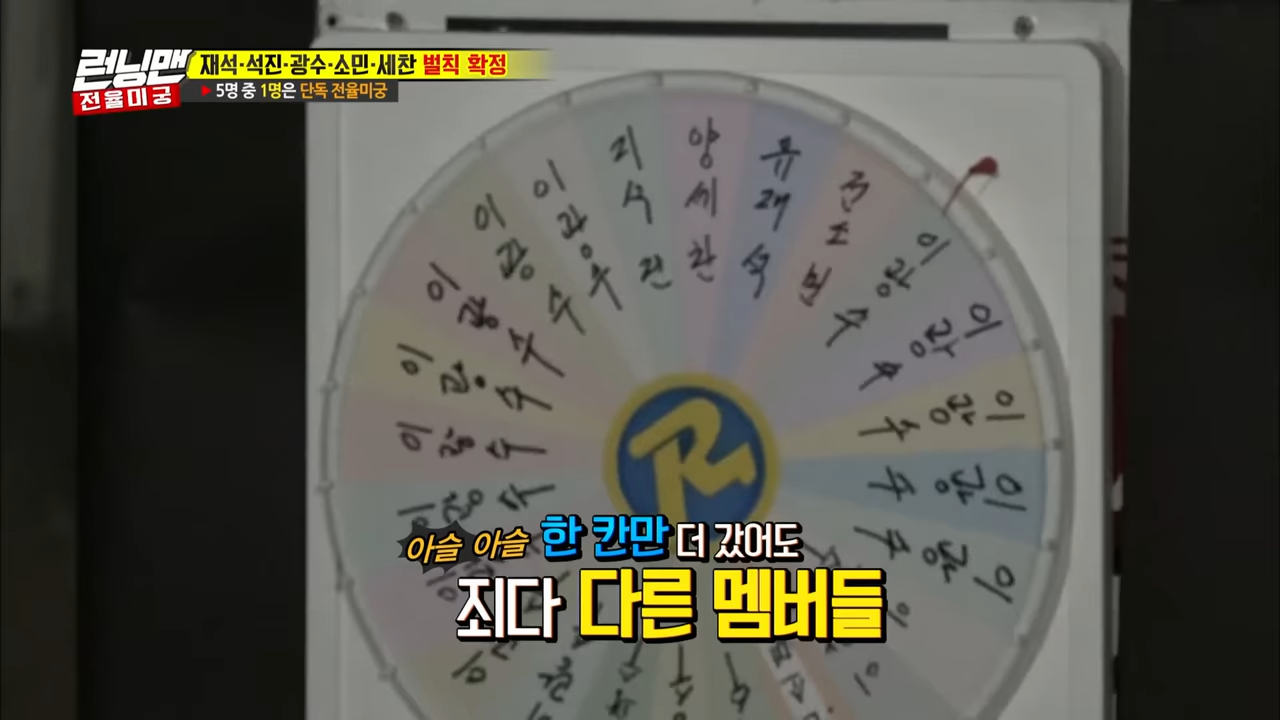 런닝맨
전율미궁
재석·석진·광수·소민·세찬 벌칙 확정
▶ 5명 중 1명은 단독 전율미궁
이광수
이광수
이광수
이광수
이광수
지석진
양세찬
유재석
전소민
이광수
이광수
이광수
이광수
이광수
R
아슬 아슬 한 칸만 더 갔어도
죄다 다른 멤버들